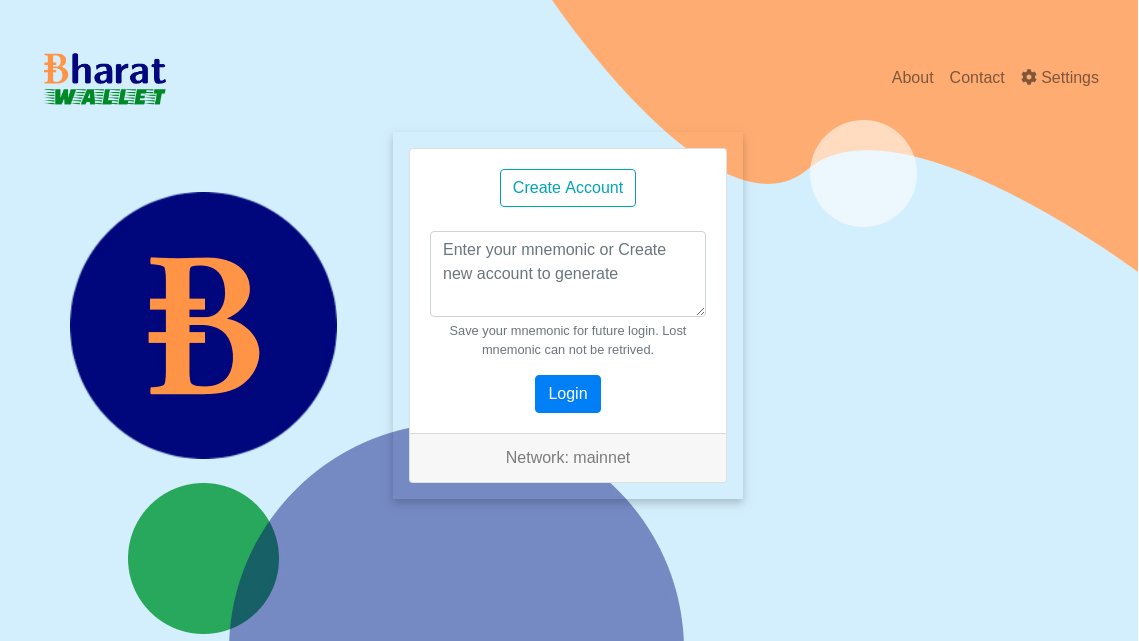 Bharat
WALLET
About
Contact
Settings
Create Account
Enter your mnemonic or Create
new account to generate
Save your mnemonic for future login. Lost
mnemonic can not be retrived.
Login
Network: mainnet
B